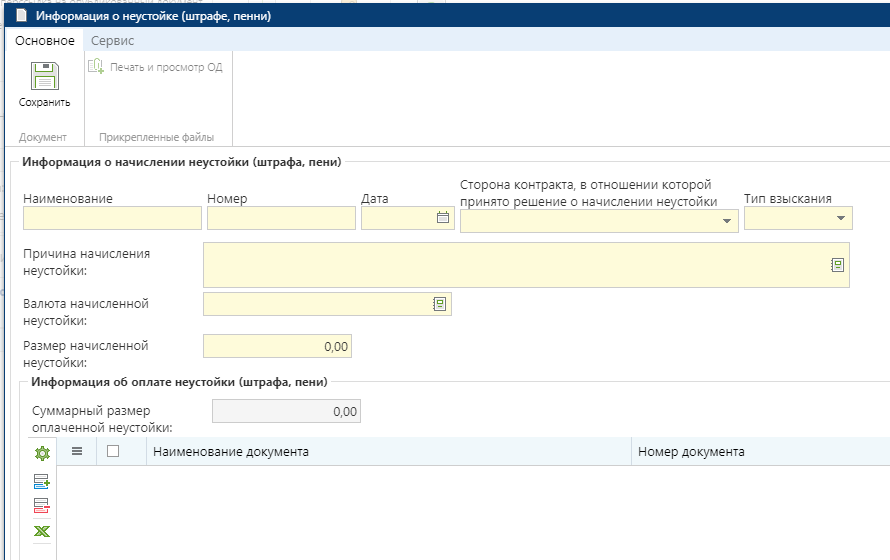 Информация о неустойке (штрафе, пенни)
Основное Сервис
Печать и просмотр ОД
Сохранить
Документ Прикрепленные файлы
Информация о начислении неустойки (штрафа, пени)
Наименование Номер Дата Сторона контракта, в отношении которой
принято решение о начислении неустойки Тип взыскания
Причина начисления
неустойки:
Валюта начисленной
неустойки:
Размер начисленной
неустойки:
0,00
Информация об оплате неустойки (штрафа, пени)
Суммарный размер
оплаченной неустойки:
0,00
Наименование документа Номер документа